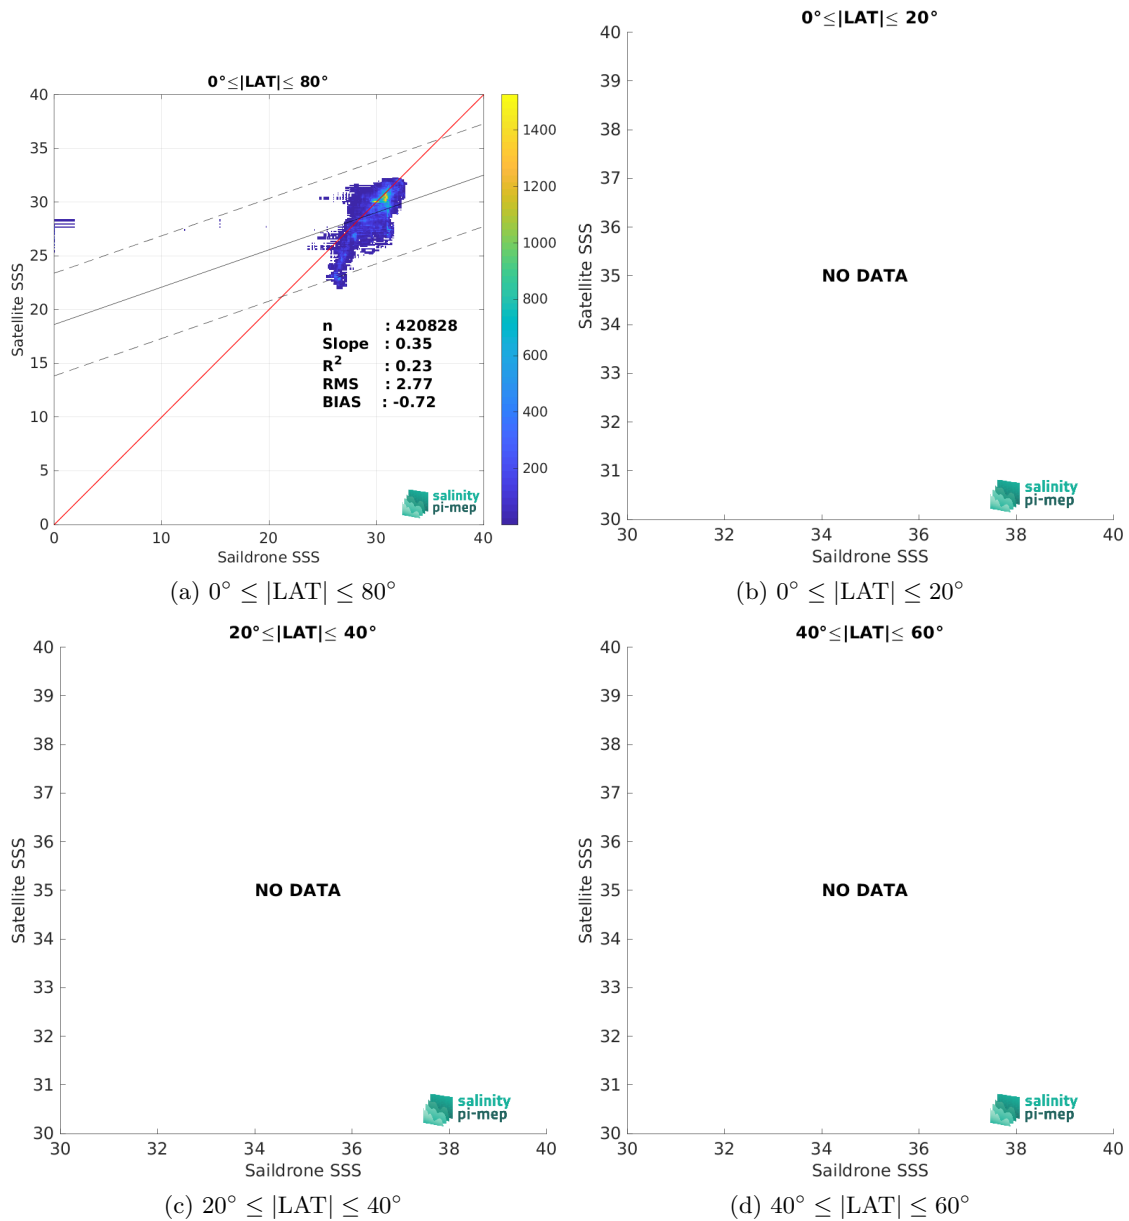 0°≤|LAT|≤ 80°
40
35
30
25
20
15
10
5
0
Satellite SSS
0
10
20
30
40
Saildrone SSS
1400
1200
1000
800
600
400
200
n : 420828
Slope : 0.35
R² : 0.23
RMS : 2.77
BIAS : -0.72
salinity
pi-mep
(a) 0° ≤ |LAT| ≤ 80°
0°≤|LAT|≤ 20°
40
39
38
37
36
35
34
33
32
31
30
Satellite SSS
NO DATA
30
32
34
36
38
40
Saildrone SSS
salinity
pi-mep
(b) 0° ≤ |LAT| ≤ 20°
20°≤|LAT|≤ 40°
40
39
38
37
36
35
34
33
32
31
30
Satellite SSS
NO DATA
30
32
34
36
38
40
Saildrone SSS
salinity
pi-mep
(c) 20° ≤ |LAT| ≤ 40°
40°≤|LAT|≤ 60°
40
39
38
37
36
35
34
33
32
31
30
Satellite SSS
NO DATA
30
32
34
36
38
40
Saildrone SSS
salinity
pi-mep
(d) 40° ≤ |LAT| ≤ 60°